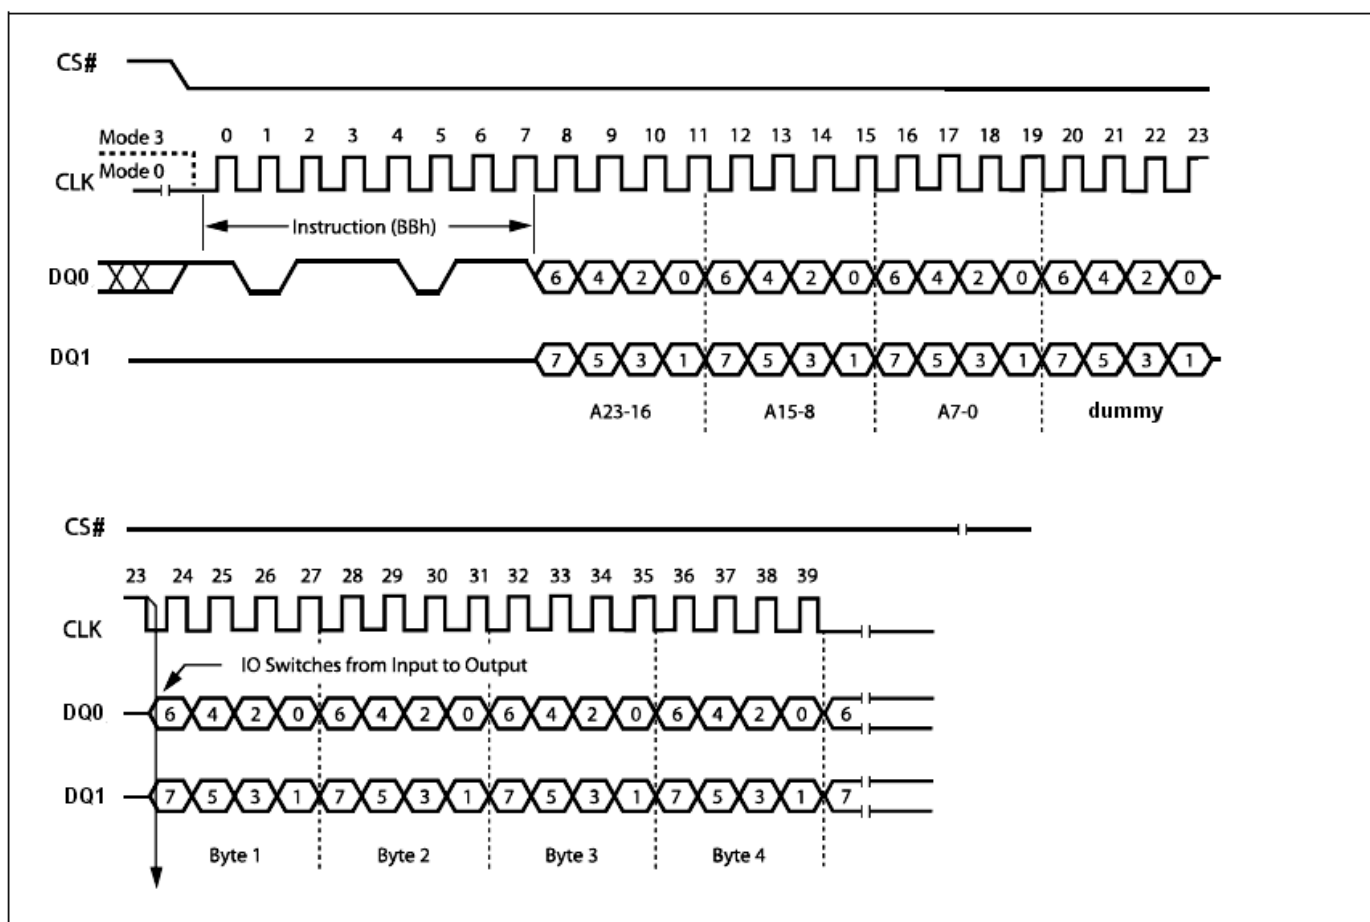 CS#
Mode 3
0 1 2 3 4 5 6 7 8 9 10 11 12 13 14 15 16 17 18 19 20 21 22 23
Mode 0
CLK
Instruction (BBh)
DQ0 6 4 2 0 6 4 2 0 6 4 2 0 6 4 2 0
DQ1 7 5 3 1 7 5 3 1 7 5 3 1 7 5 3 1
A23-16 A15-8 A7-0 dummy
CS#
23 24 25 26 27 28 29 30 31 32 33 34 35 36 37 38 39
CLK
IO Switches from Input to Output
DQ0 6 4 2 0 6 4 2 0 6 4 2 0 6 4 2 0 6
DQ1 7 5 3 1 7 5 3 1 7 5 3 1 7 5 3 1 7
Byte 1 Byte 2 Byte 3 Byte 4